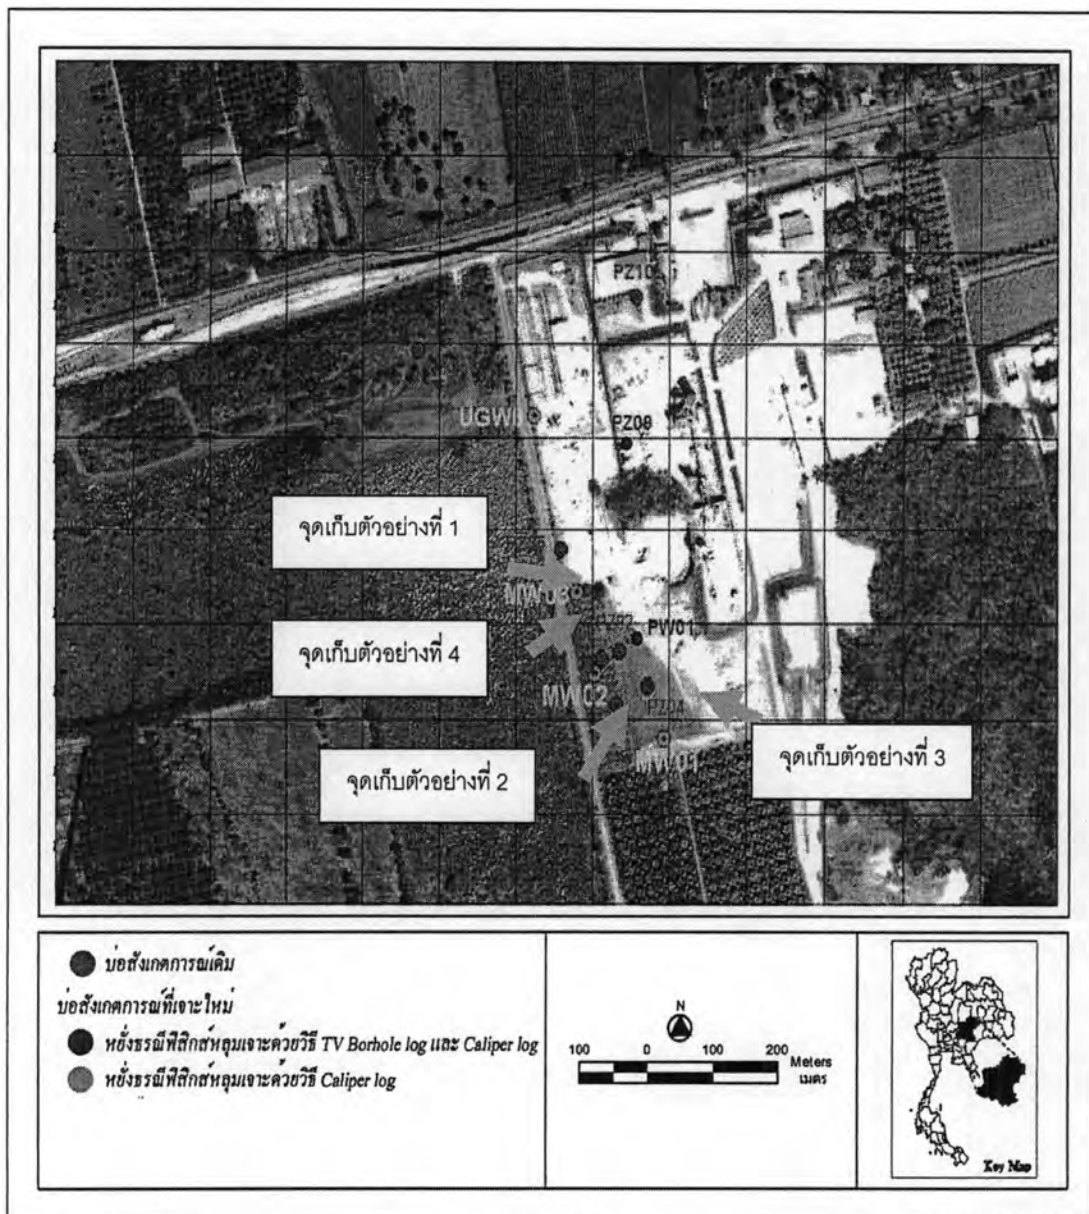 PZ10
UGW1
PZ09
จุดเก็บตัวอย่างที่ 1
MW03
จุดเก็บตัวอย่างที่ 4
PW01
MW02
PZ04
MW01
จุดเก็บตัวอย่างที่ 2
จุดเก็บตัวอย่างที่ 3
บ่อสังเกตการณ์เดิม
บ่อสังเกตการณ์ที่เจาะใหม่
หยั่งธรณีฟิสิกส์หลุมเจาะด้วยวิธี TV Borhole log และ Caliper log
หยั่งธรณีฟิสิกส์หลุมเจาะด้วยวิธี Caliper log
N
100 0 100 200 Meters
เมตร
Key Map